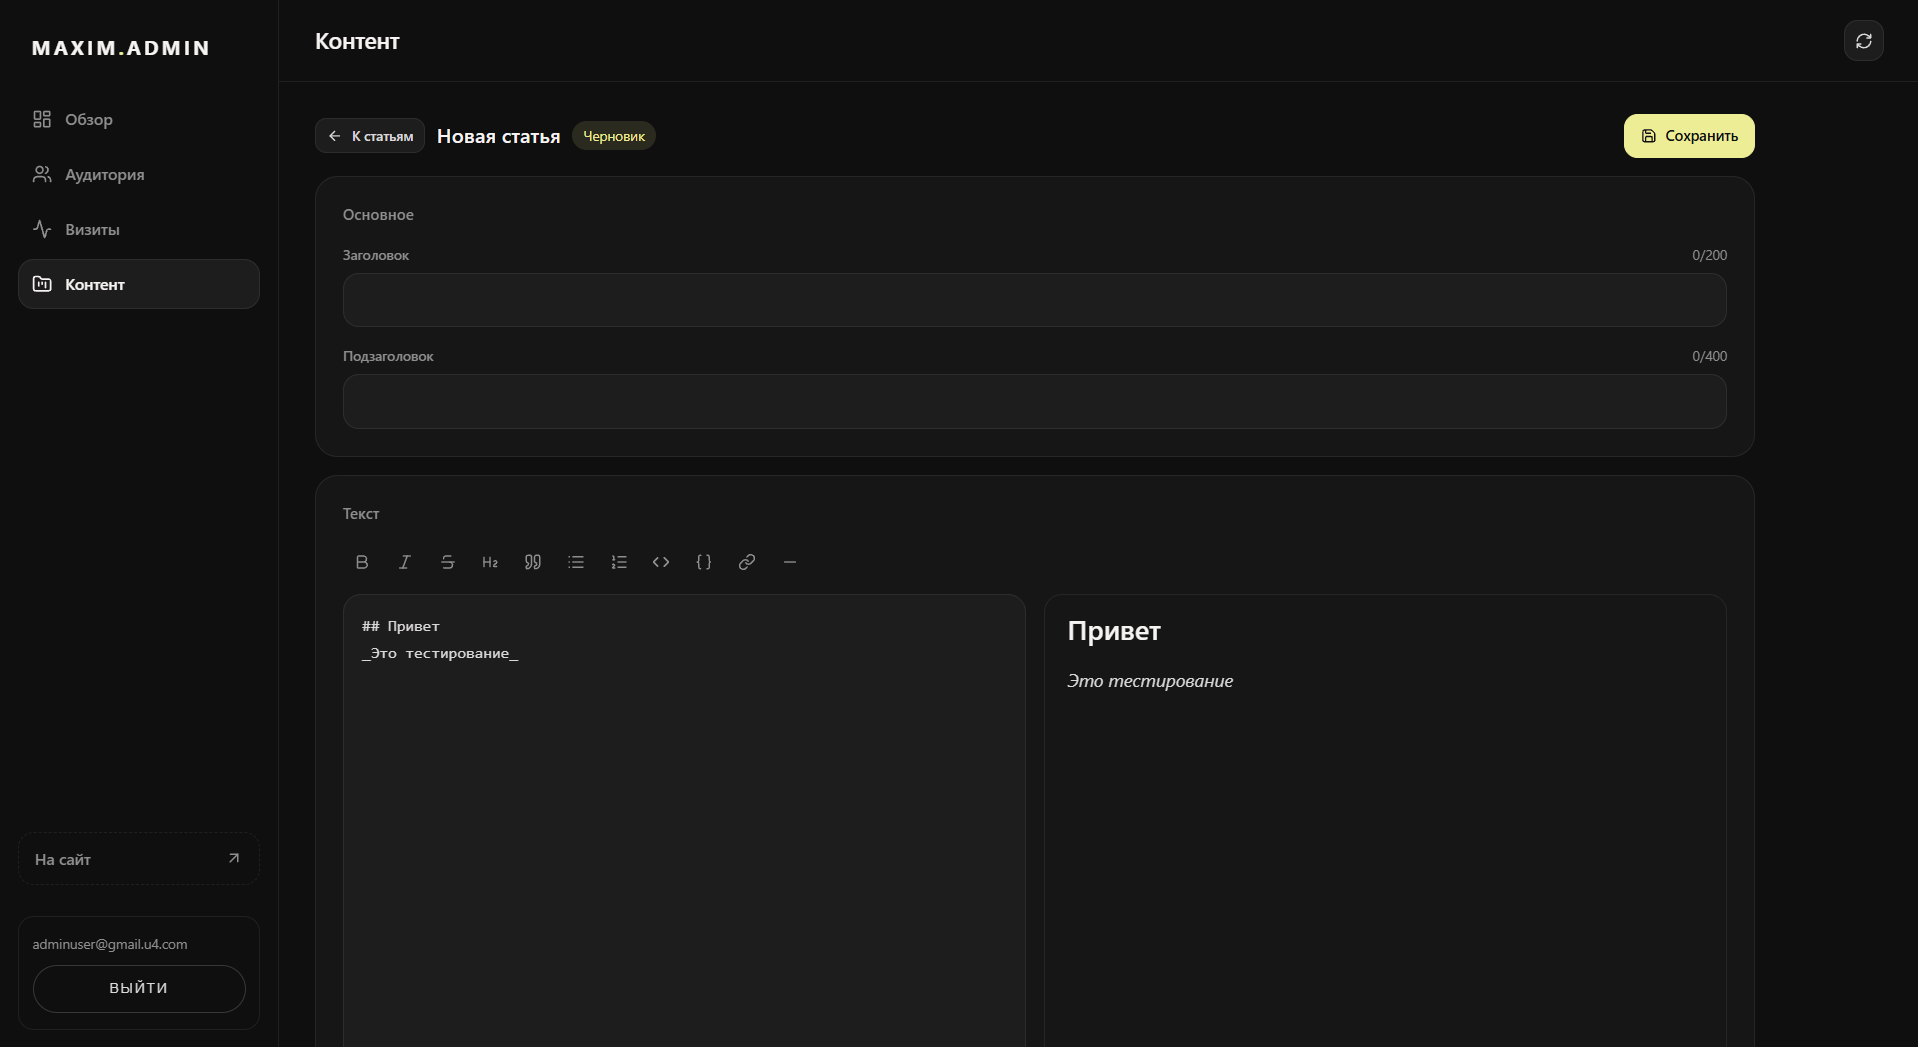 MAXIM.ADMIN
Обзор
Аудитория
Визиты
Контент
На сайт
adminuser@gmail.u4.com
ВЫЙТИ
Контент
К статьям
Новая статья
Черновик
Сохранить
Основное
Заголовок
0/200
Подзаголовок
0/400
Текст
B I S H2
## Привет
_Это тестирование_
Привет
Это тестирование